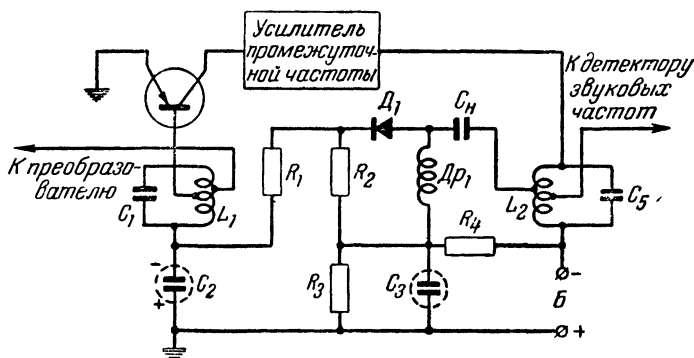 Усилитель
промежуточ-
ной частоты
К детектору
звуковых
частот
Д₁
Cн
К преобразо-
вателю
R₁
R₂
Др₁
C₁
L₁
L₂
C₅
R₄
-
C₂
+
R₃
C₃
-
Б
+